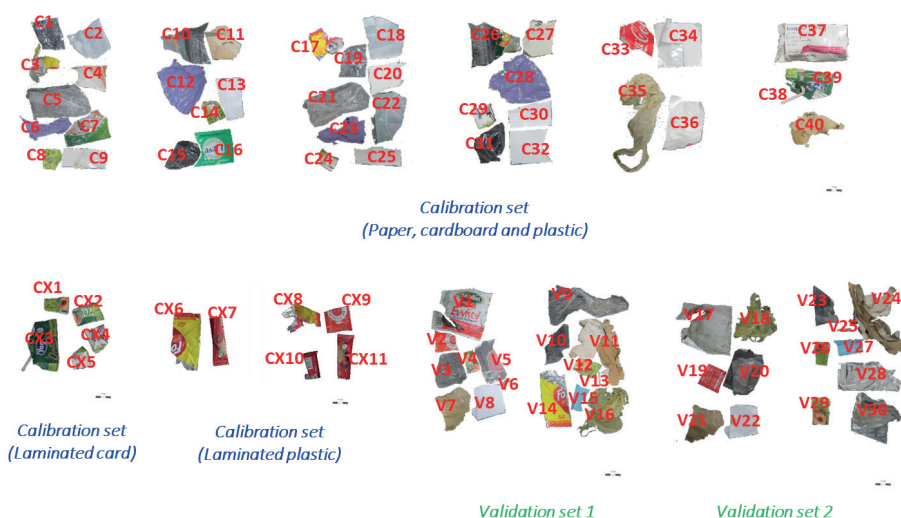 C1 C2 C10 C11 C17 C18 C26 C27 C33 C34 C37
C3 C4 C12 C13 C19 C20 C28 C35 C38 C39
C5 C14 C21 C22 C29 C30 C36 C40
C6 C7 C15 C16 C23 C31 C32
C8 C9 C24 C25
Calibration set
(Paper, cardboard and plastic)
CX1 CX2 CX6 CX7 CX8 CX9 V1 V9 V17 V18 V23 V24
CX3 CX4 CX10 CX11 V2 V3 V4 V5 V10 V11 V19 V20 V25 V26 V27
CX5 V6 V12 V13 V28
V7 V8 V14 V15 V16 V21 V22 V29 V30
Calibration set
(Laminated card)
Calibration set
(Laminated plastic)
Validation set 1
Validation set 2